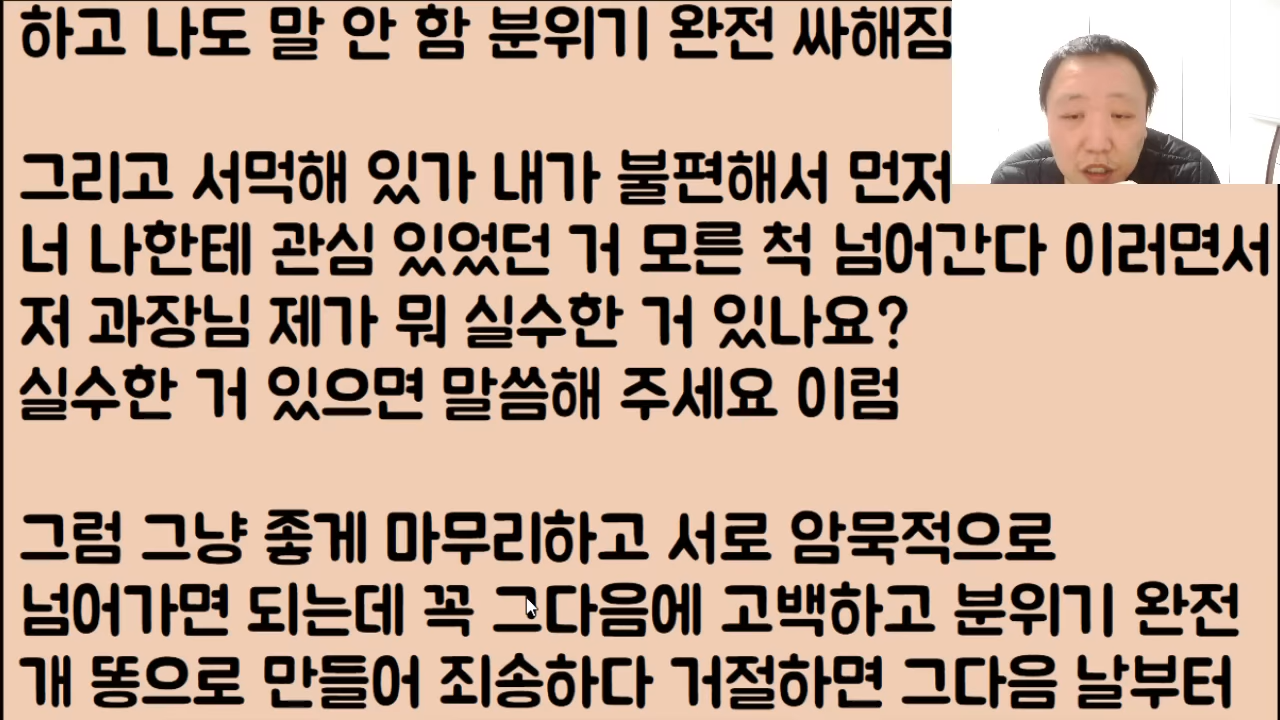 하고 나도 말 안 함 분위기 완전 싸해짐
그리고 서먹해 있가 내가 불편해서 먼저
너 나한테 관심 있었던 거 모른 척 넘어간다 이러면서
저 과장님 제가 뭐 실수한 거 있나요?
실수한 거 있으면 말씀해 주세요 이럼
그럼 그냥 좋게 마무리하고 서로 암묵적으로
넘어가면 되는데 꼭 그다음에 고백하고 분위기 완전
개 똥으로 만들어 죄송하다 거절하면 그다음 날부터